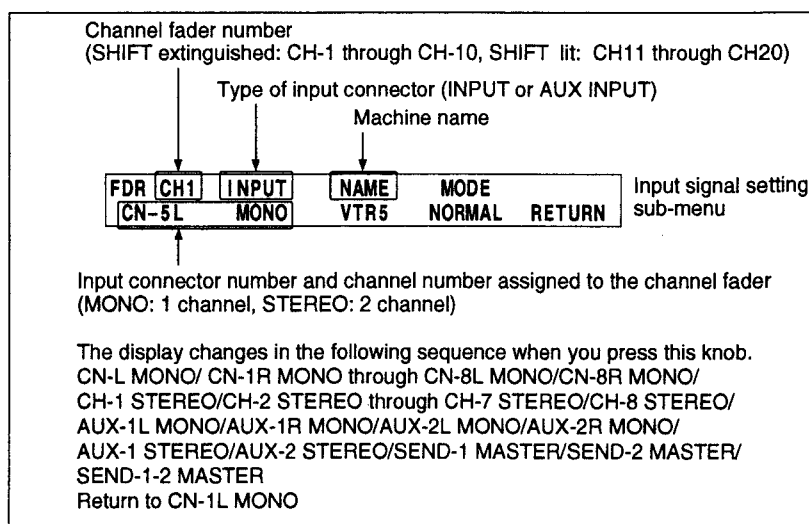 Channel fader number
(SHIFT extinguished: CH-1 through CH-10, SHIFT lit: CH11 through CH20)
Type of input connector (INPUT or AUX INPUT)
Machine name
FDR CH1 INPUT NAME MODE
CN-5L MONO VTR5 NORMAL RETURN
Input signal setting
sub-menu
Input connector number and channel number assigned to the channel fader
(MONO: 1 channel, STEREO: 2 channel)
The display changes in the following sequence when you press this knob.
CN-L MONO/ CN-1R MONO through CN-8L MONO/CN-8R MONO/
CH-1 STEREO/CH-2 STEREO through CH-7 STEREO/CH-8 STEREO/
AUX-1L MONO/AUX-1R MONO/AUX-2L MONO/AUX-2R MONO/
AUX-1 STEREO/AUX-2 STEREO/SEND-1 MASTER/SEND-2 MASTER/
SEND-1-2 MASTER
Return to CN-1L MONO